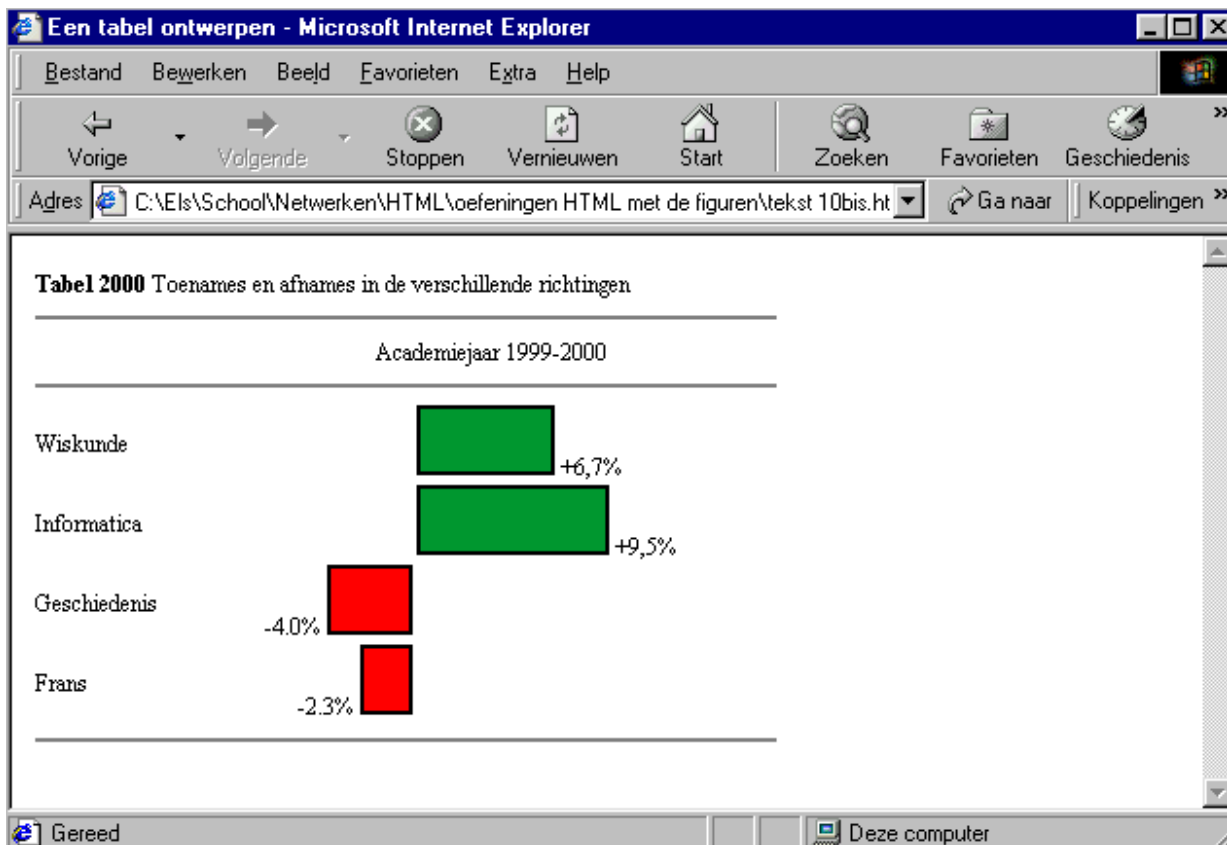 Een tabel ontwerpen - Microsoft Internet Explorer
Bestand Bewerken Beeld Favorieten Extra Help
Vorige Volgende Stoppen Vernieuwen Start Zoeken Favorieten Geschiedenis »
Adres C:\Els\School\Netwerken\HTML\oefeningen HTML met de figuren\tekst 10bis.ht Ga naar Koppelingen »
Tabel 2000 Toenames en afnames in de verschillende richtingen
Academiejaar 1999-2000
Wiskunde +6,7%
Informatica +9,5%
Geschiedenis -4.0%
Frans -2.3%
Gereed Deze computer